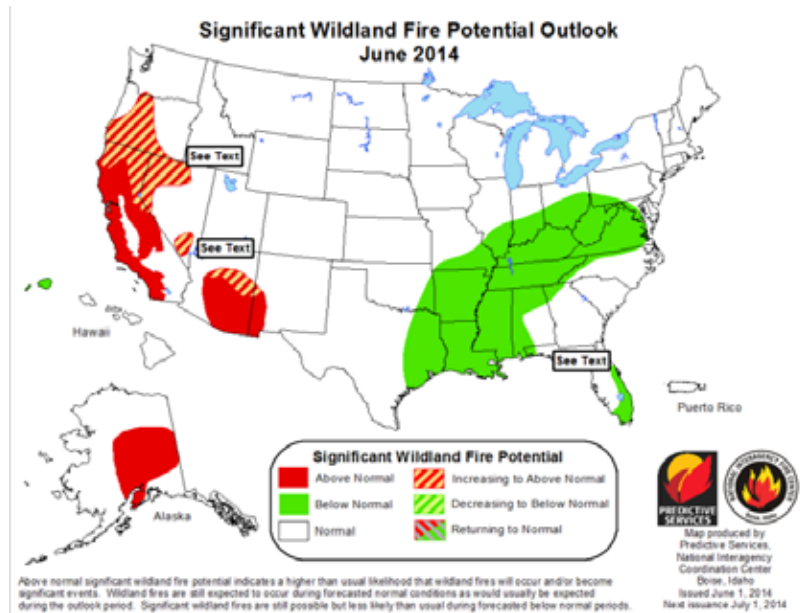 Significant Wildland Fire Potential Outlook
June 2014
See Text
See Text
Hawaii
See Text
Puerto Rico
Alaska
Significant Wildland Fire Potential
Above Normal
Increasing to Above Normal
Below Normal
Decreasing to Below Normal
Normal
Returning to Normal
PREDICTIVE
SERVICES
NATIONAL INTERAGENCY FIRE CENTER
Map produced by
Predictive Services,
National Interagency
Coordination Center
Boise, Idaho
Issued June 1, 2014
Next issuance July 1, 2014
Above normal significant wildland fire potential indicates a higher than usual likelihood that wildland fires will occur and/or become
significant events. Wildland fires are still expected to occur during forecasted normal conditions as would usually be expected
during the outlook period. Significant wildland fires are still possible but less likely than usual during forecasted below normal periods.